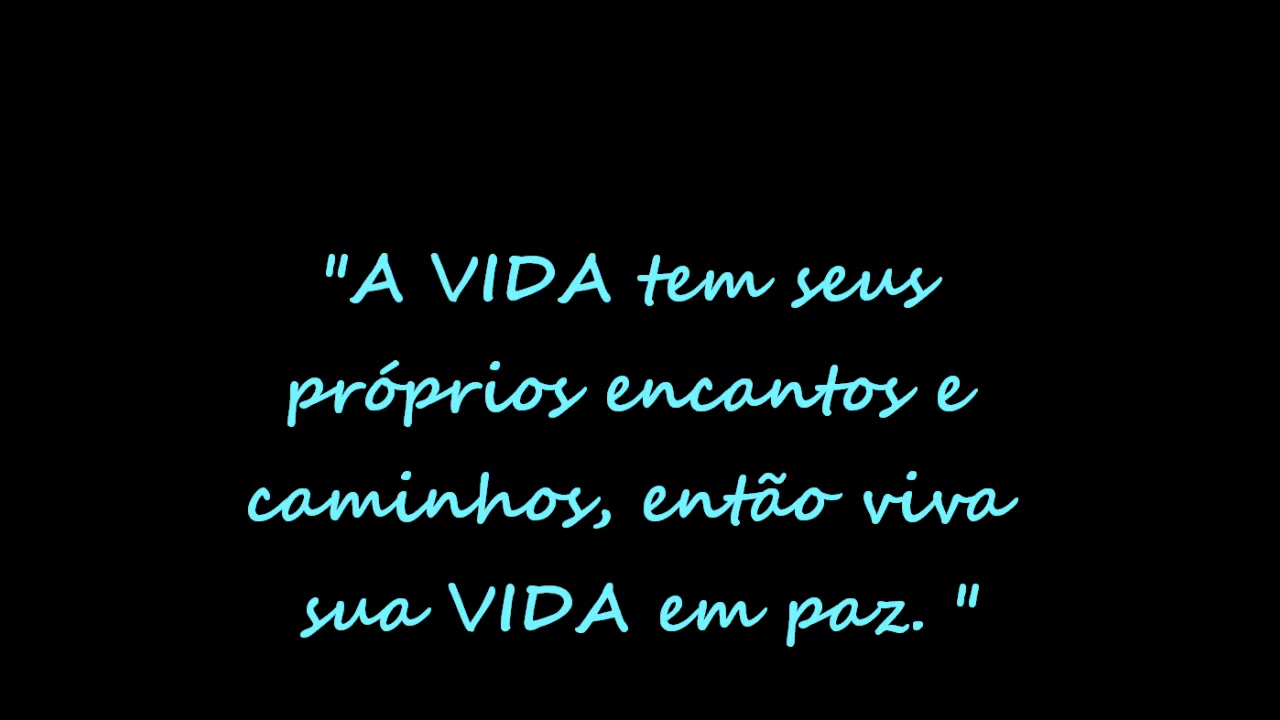 "A VIDA tem seus
próprios encantos e
caminhos, então viva
sua VIDA em paz. "